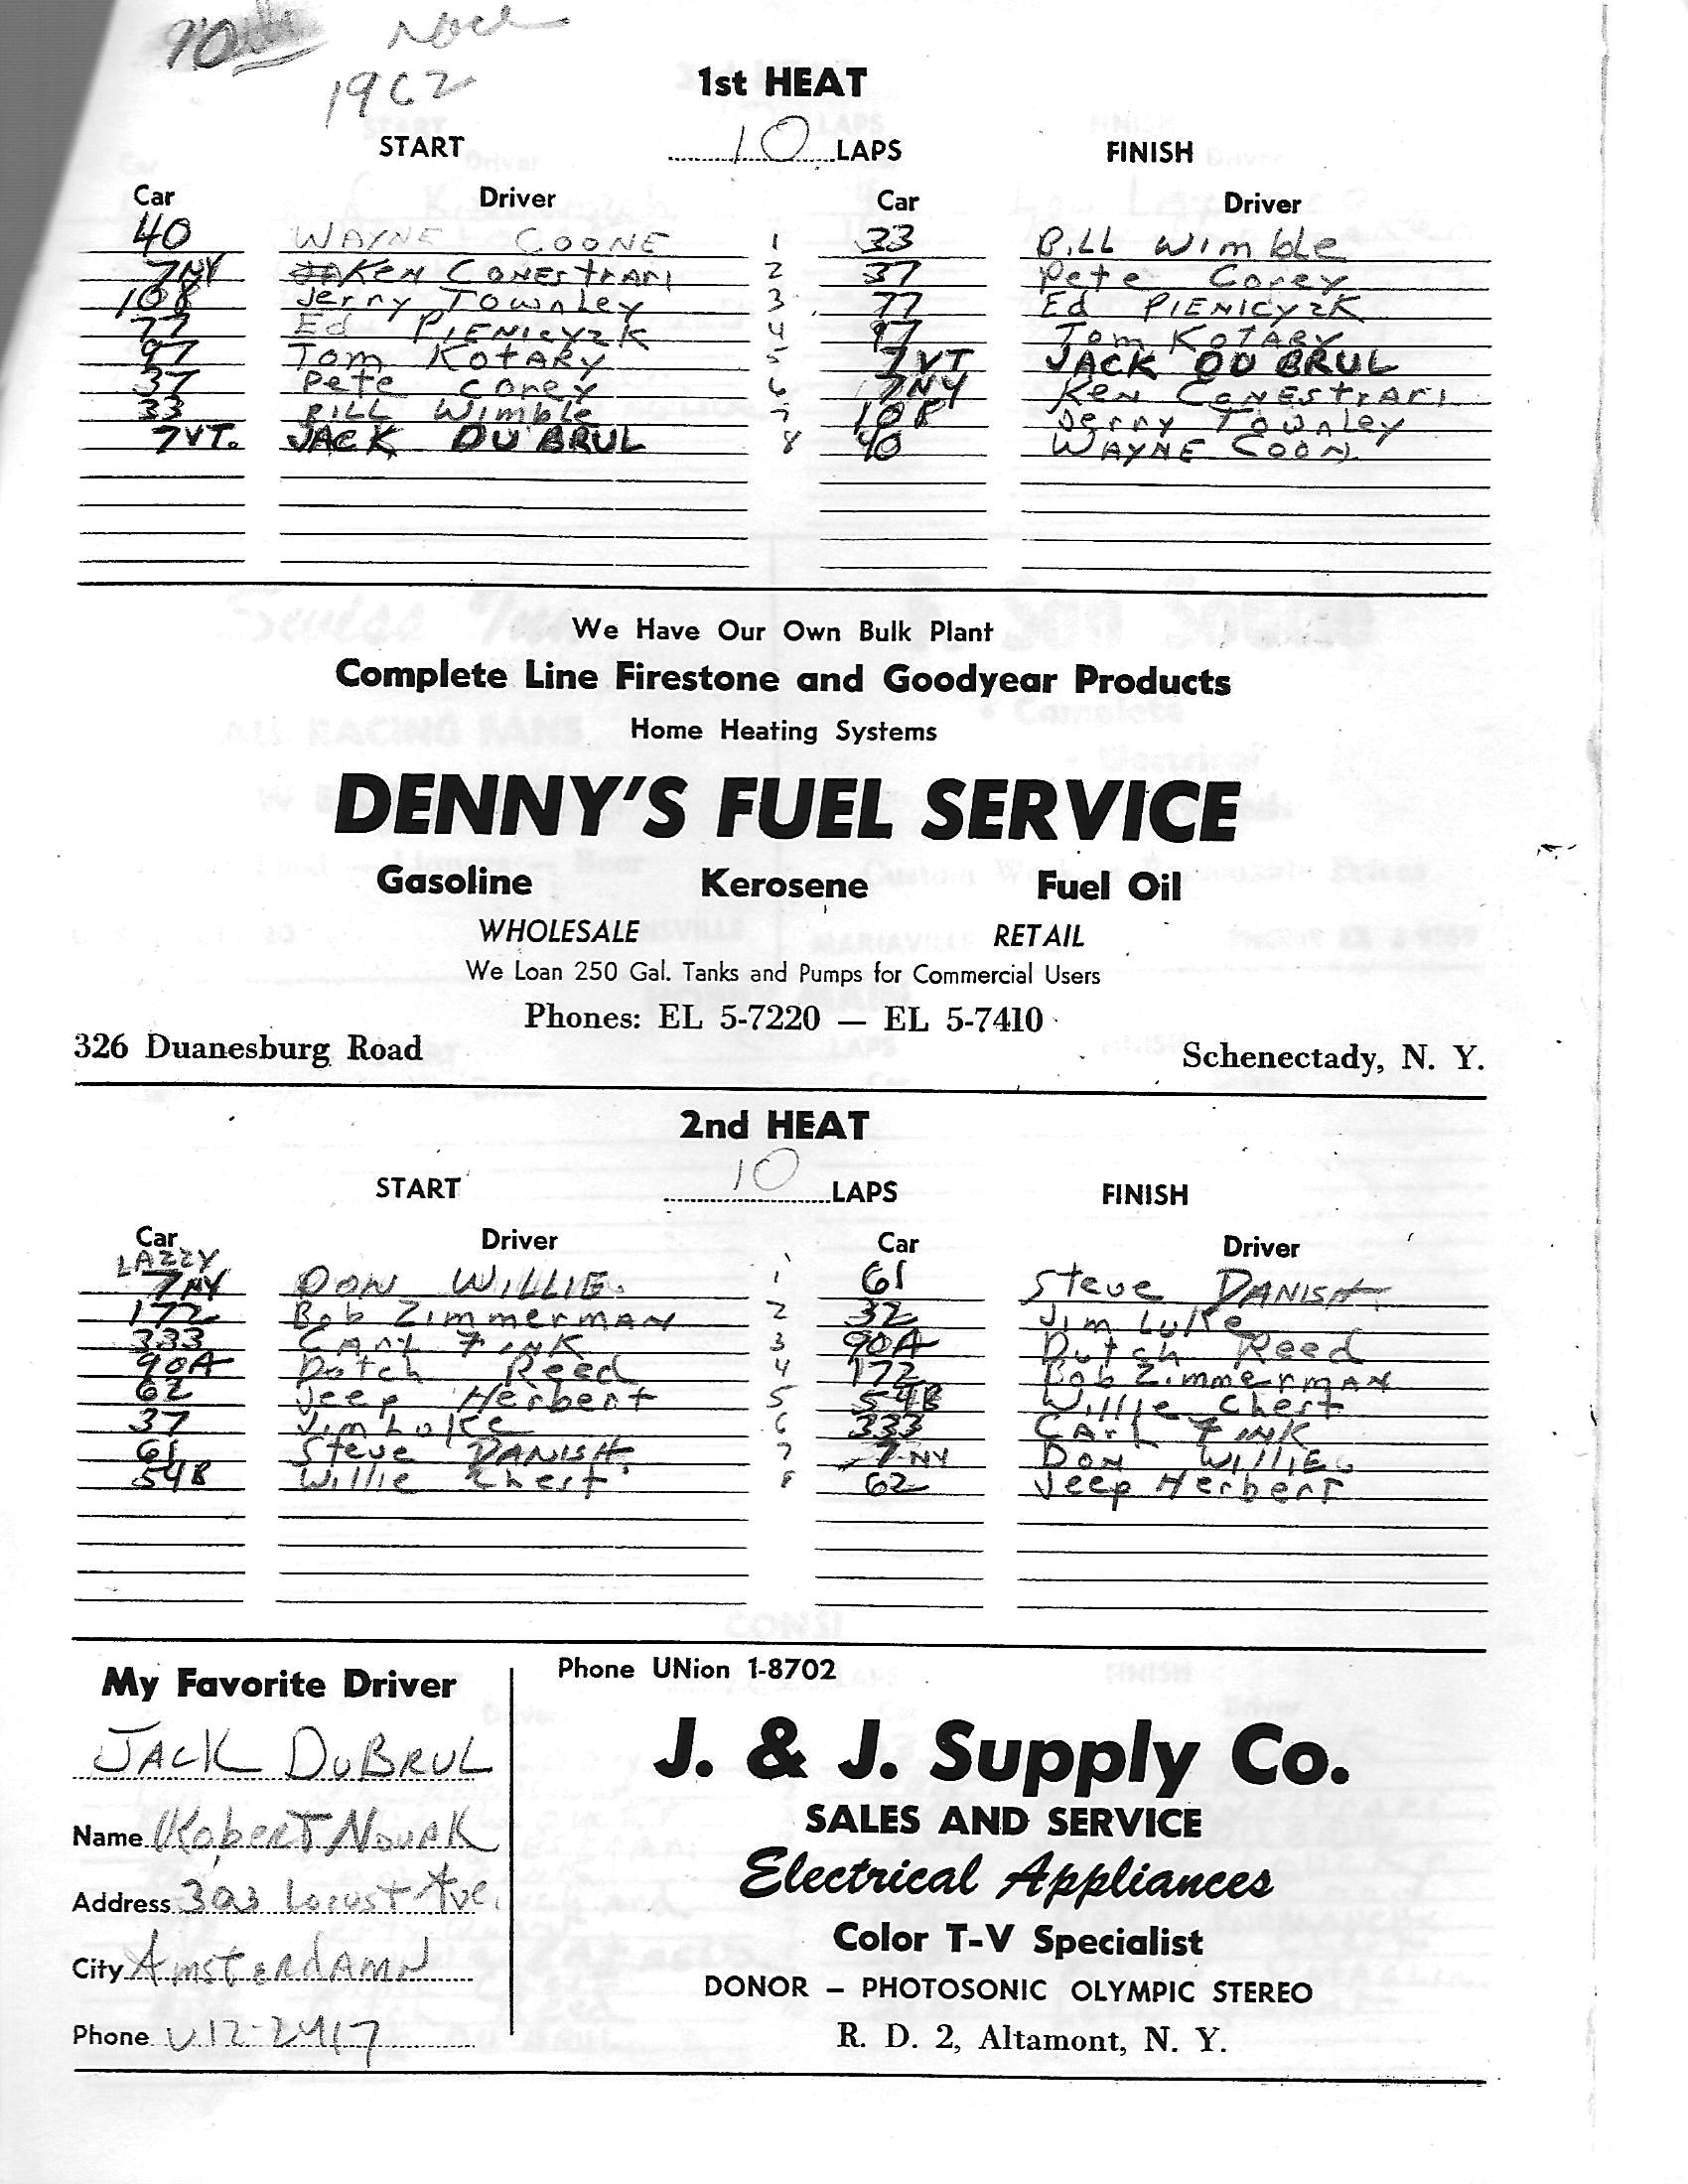 1962
1st HEAT
START 10 LAPS FINISH
Car Driver Car Driver
40 WAYNE COONE 1 33 BILL Wimble
7NY KEN CONEStrARI 2 37 Pete Corey
108 Jerry Townley 3 77 Ed PIENICYZK
77 Ed PIENICYZK 4 97 Tom KOTARY
97 Tom KOTARY 5 7VT JACK DU BRUL
37 Pete Corey 6 7NY Ken CONEStrARI
33 BILL Wimble 7 108 Jerry Townley
7VT. JACK DU BRUL 8 40 WAYNE COON
We Have Our Own Bulk Plant
Complete Line Firestone and Goodyear Products
Home Heating Systems
DENNY'S FUEL SERVICE
Gasoline Kerosene Fuel Oil
WHOLESALE RETAIL
We Loan 250 Gal. Tanks and Pumps for Commercial Users
Phones: EL 5-7220 — EL 5-7410
326 Duanesburg Road Schenectady, N. Y.
2nd HEAT
START 10 LAPS FINISH
Car Driver Car Driver
LAZZY
7NY DON WILLIE. 1 61 Steve DANISH.
172 Bob ZimmermAN 2 32 Jim Luke
333 CArl FINK 3 90A Dutch Reed
90A Dutch Reed 4 172 Bob ZimmermAN
62 Jeep Herbert 5 54B Willie Chest
37 Jim Luke 6 333 CArL FINK
61 Steve DANISH. 7 7NY DON WILLIE.
54B Willie Chest 8 62 Jeep Herbert
My Favorite Driver
JACK DuBRUL
Name Robert Novak
Address 303 Locust Ave.
City Amsterdamn
Phone V12-2417
Phone UNion 1-8702
J. & J. Supply Co.
SALES AND SERVICE
Electrical Appliances
Color T-V Specialist
DONOR – PHOTOSONIC OLYMPIC STEREO
R. D. 2, Altamont, N. Y.